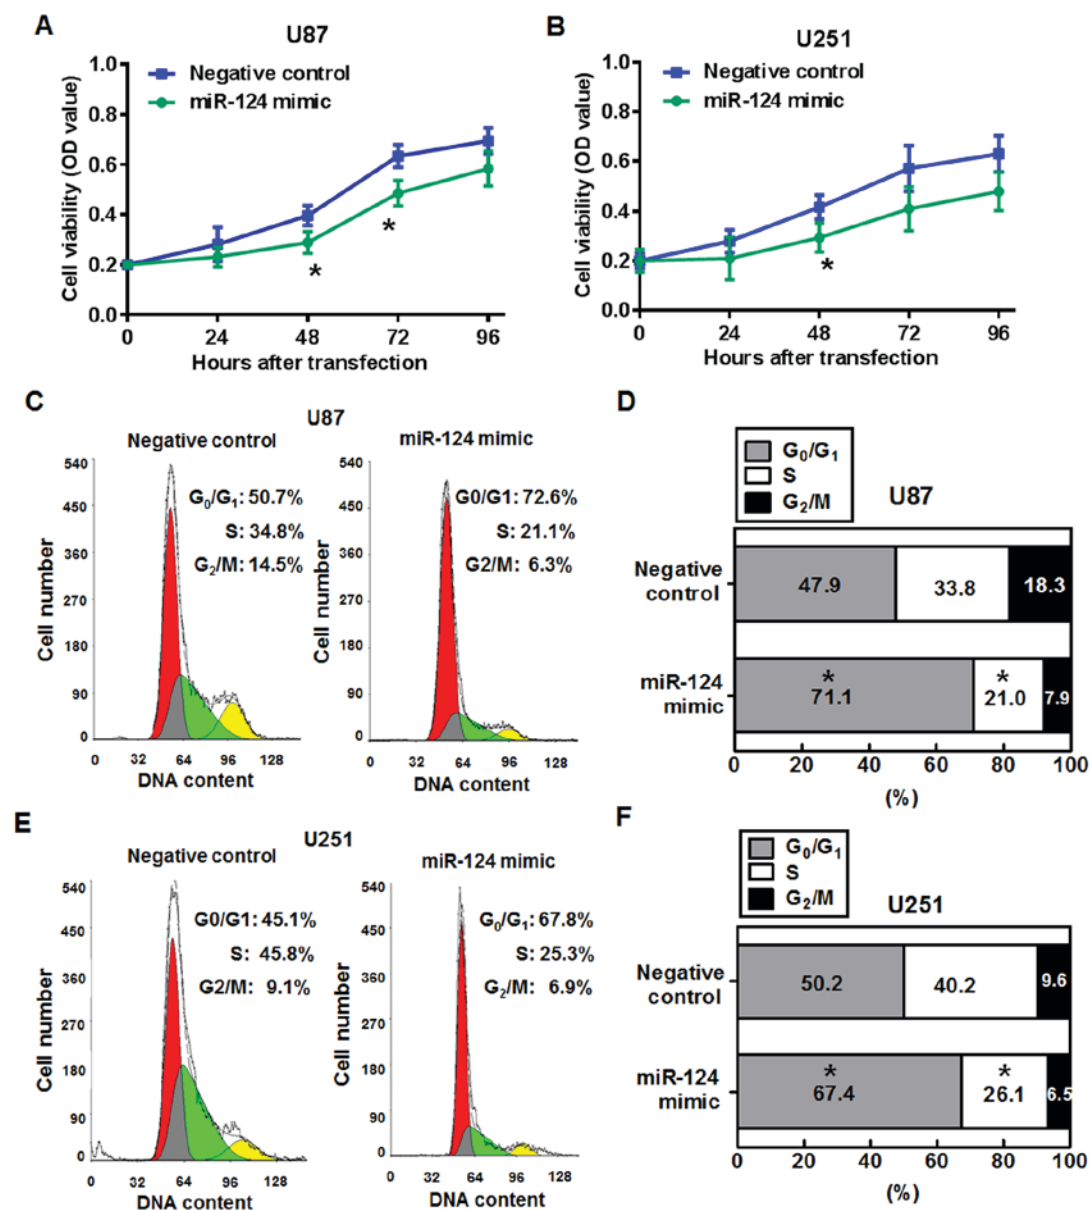 A
U87
Negative control
miR-124 mimic
Cell viability (OD value)
1.0
0.8
0.6
0.4
0.2
0.0
0 24 48 72 96
*
*
Hours after transfection
B
U251
Negative control
miR-124 mimic
Cell viability (OD value)
1.0
0.8
0.6
0.4
0.2
0.0
0 24 48 72 96
*
Hours after transfection
C
U87
Negative control
Cell number
540
450
360
270
180
90
0
G₀/G₁: 50.7%
S: 34.8%
G₂/M: 14.5%
0 32 64 96 128
DNA content
miR-124 mimic
Cell number
540
450
360
270
180
90
0
G0/G1: 72.6%
S: 21.1%
G2/M: 6.3%
0 32 64 96 128
DNA content
D
G₀/G₁
S
G₂/M
U87
Negative
control
47.9 33.8 18.3
miR-124
mimic
* *
71.1 21.0 7.9
0 20 40 60 80 100
(%)
E
U251
Negative control
Cell number
540
450
360
270
180
90
0
G0/G1: 45.1%
S: 45.8%
G2/M: 9.1%
0 32 64 96 128
DNA content
miR-124 mimic
Cell number
540
450
360
270
180
90
0
G₀/G₁: 67.8%
S: 25.3%
G₂/M: 6.9%
0 32 64 96 128
DNA content
F
G₀/G₁
S
G₂/M
U251
Negative
control
50.2 40.2 9.6
miR-124
mimic
* *
67.4 26.1 6.5
0 20 40 60 80 100
(%)